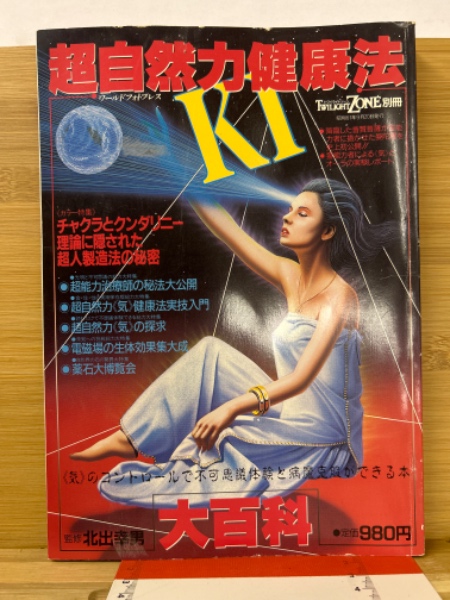 超自然力健康法
ワールドフォトプレス
KI
TWILIGHT ZONE 別冊
《カラー特集》
チャクラとクンダリニー
理論に隠された
超人製造法の秘密
●超能力治療師の秘法大公開
●超自然力〈気〉健康法実技入門
●超自然力〈気〉の探求
●電磁場の生体効果集大成
●薬石大博覧会
〈気〉のコントロールで不可思議体験と病気克服ができる本
大百科
監修 北出幸男
●定価980円